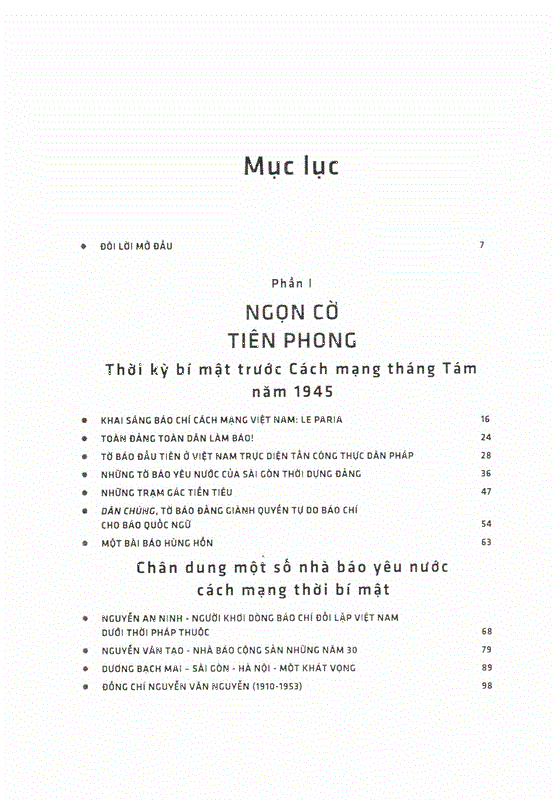 Mục lục
ĐÔI LỜI MỞ ĐẦU 7
Phần I
NGỌN CỜ
TIÊN PHONG
Thời kỳ bí mật trước Cách mạng tháng Tám
năm 1945
KHAI SÁNG BÁO CHÍ CÁCH MẠNG VIỆT NAM: LE PARIA 16
TOÀN ĐẢNG TOÀN DÂN LÀM BÁO! 24
TỜ BÁO ĐẦU TIÊN Ở VIỆT NAM TRỰC DIỆN TẤN CÔNG THỰC DÂN PHÁP 28
NHỮNG TỜ BÁO YÊU NƯỚC CỦA SÀI GÒN THỜI DỰNG ĐẢNG 36
NHỮNG TRẠM GÁC TIỀN TIÊU 47
DÂN CHÚNG, TỜ BÁO ĐẢNG GIÀNH QUYỀN TỰ DO BÁO CHÍ
CHO BÁO QUỐC NGỮ 54
MỘT BÀI BÁO HÙNG HỒN 63
Chân dung một số nhà báo yêu nước
cách mạng thời bí mật
NGUYỄN AN NINH - NGƯỜI KHƠI DÒNG BÁO CHÍ ĐỐI LẬP VIỆT NAM
DƯỚI THỜI PHÁP THUỘC 68
NGUYỄN VĂN TẠO - NHÀ BÁO CỘNG SẢN NHỮNG NĂM 30 79
DƯƠNG BẠCH MAI - SÀI GÒN - HÀ NỘI - MỘT KHÁT VỌNG 89
ĐỒNG CHÍ NGUYỄN VĂN NGUYỄN (1910-1953) 98